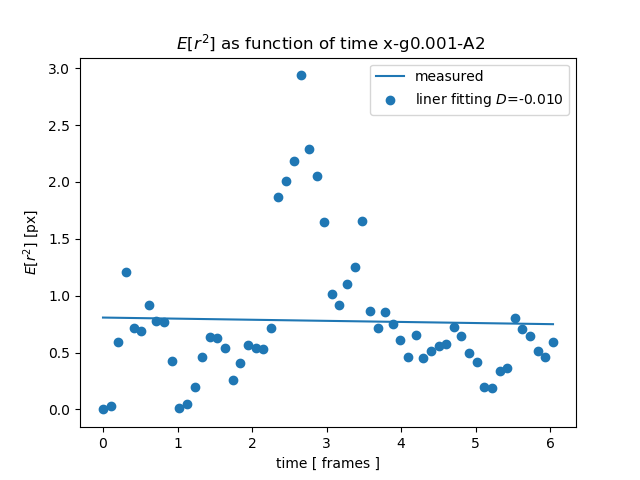 E[r²] as function of time x-g0.001-A2
measured
liner fitting D=-0.010
3.0
2.5
2.0
1.5
1.0
0.5
0.0
E[r²] [px]
0 1 2 3 4 5 6
time [ frames ]